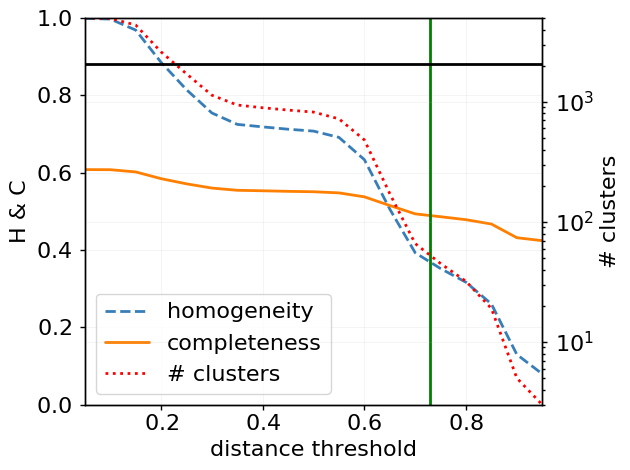 1.0
0.8
0.6
0.4
0.2
0.0
H & C
homogeneity
completeness
# clusters
10³
10²
10¹
# clusters
0.2 0.4 0.6 0.8
distance threshold